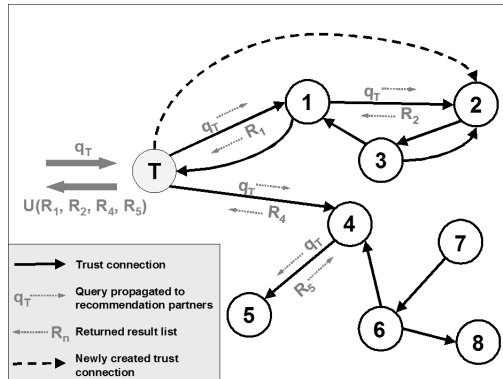 q_T
1
q_T
2
q_T
R_1
R_2
3
q_T
T
U(R_1, R_2, R_4, R_5)
q_T
R_4
4
q_T
R_5
5
7
6
8
Trust connection
q_T
Query propagated to
recommendation partners
R_n
Returned result list
Newly created trust
connection